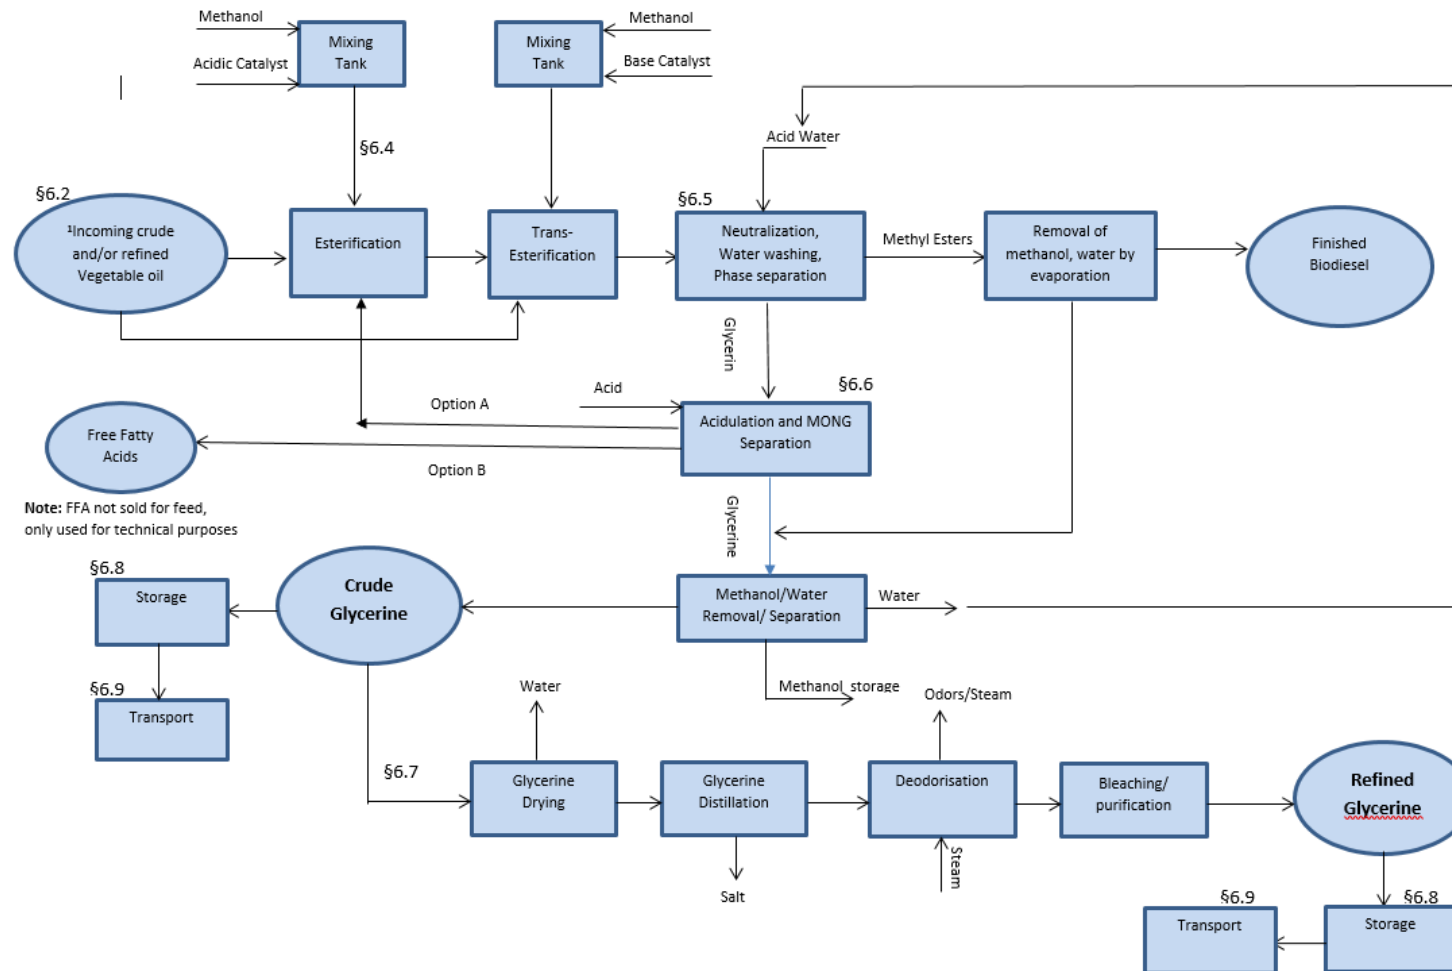 Methanol
Acidic Catalyst
Mixing
Tank
Mixing
Tank
Methanol
Base Catalyst
Acid Water
§6.4
§6.2
¹Incoming crude
and/or refined
Vegetable oil
Esterification
Trans-
Esterification
§6.5
Neutralization,
Water washing,
Phase separation
Methyl Esters
Removal of
methanol, water by
evaporation
Finished
Biodiesel
Glycerin
§6.6
Acid
Option A
Acidulation and MONG
Separation
Free Fatty
Acids
Option B
Note: FFA not sold for feed,
only used for technical purposes
Glycerine
§6.8
Storage
Crude
Glycerine
Methanol/Water
Removal/ Separation
Water
§6.9
Transport
Water
Methanol storage
Odors/Steam
§6.7
Glycerine
Drying
Glycerine
Distillation
Deodorisation
Bleaching/
purification
Refined
Glycerine
Steam
Salt
§6.9
§6.8
Transport
Storage